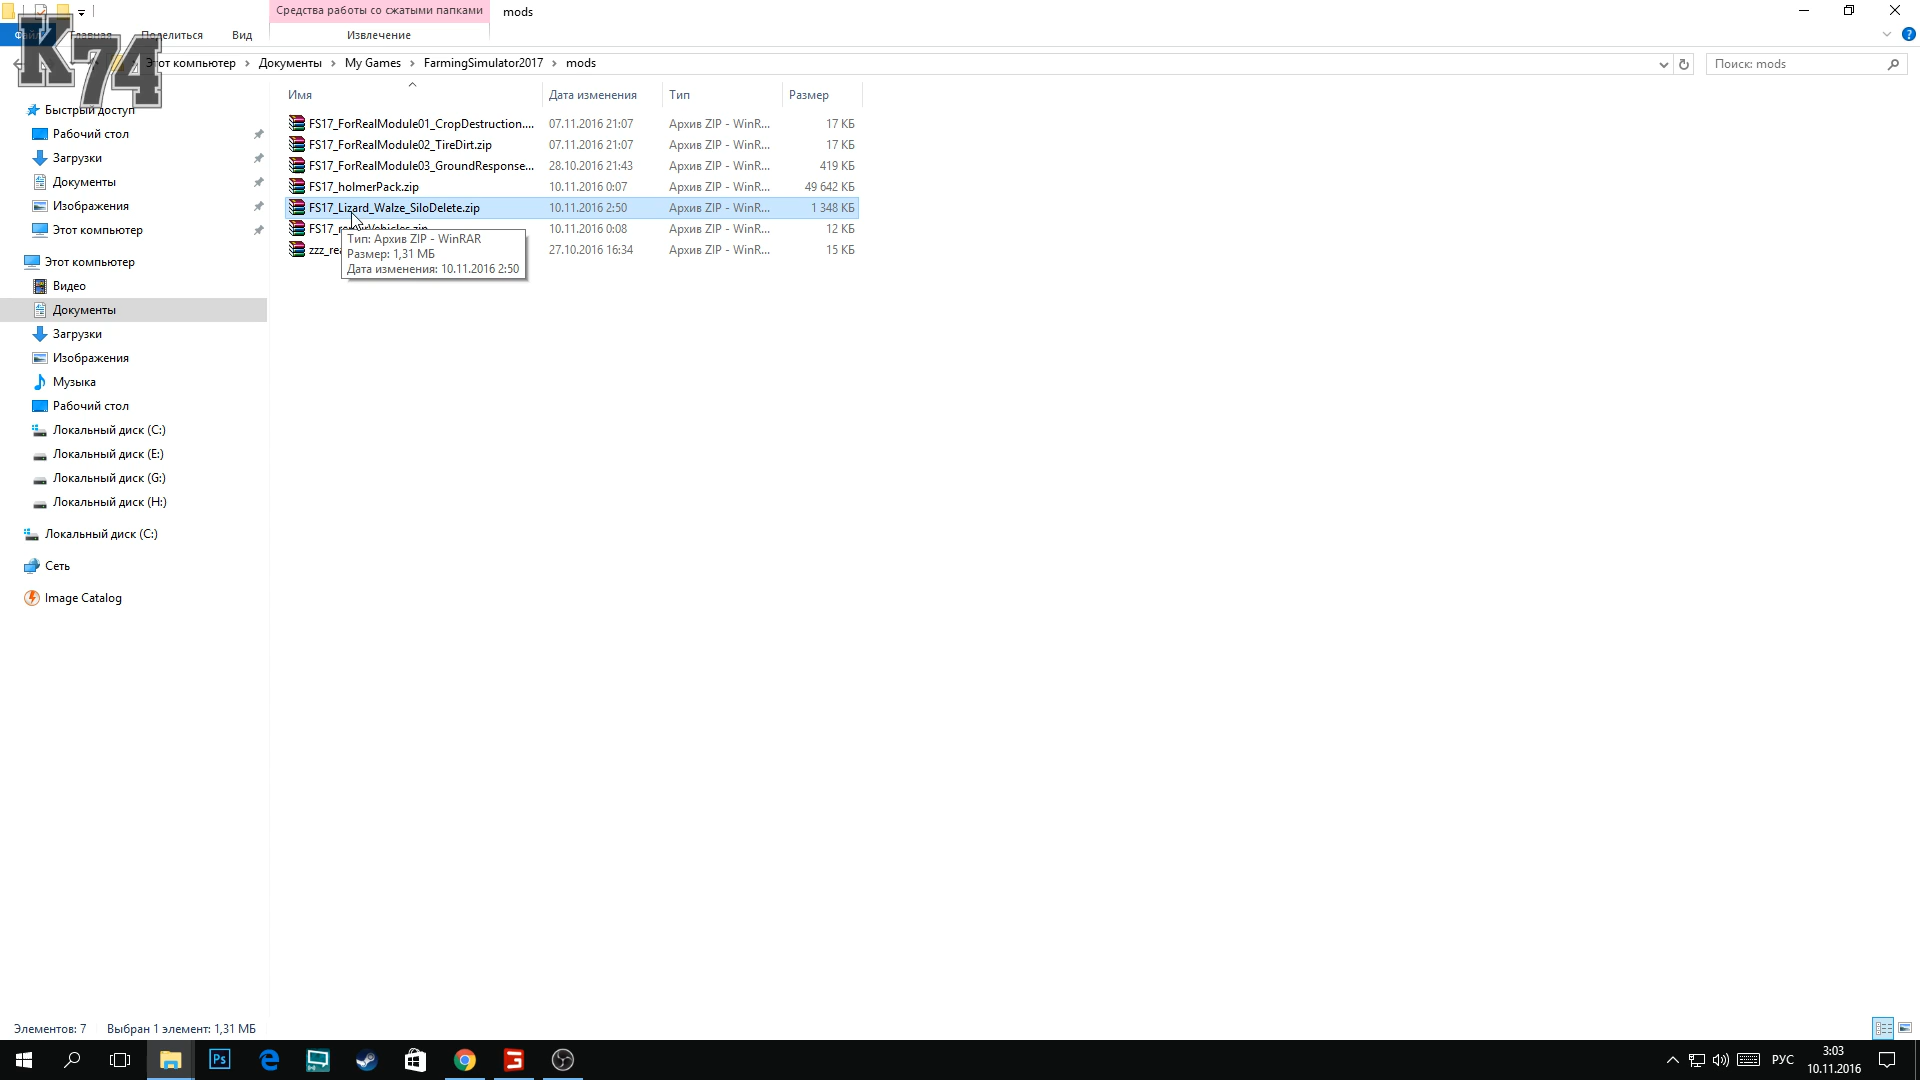 Средства работы со сжатыми папками
mods
Файл
Главная
Поделиться
Вид
Извлечение
K74
Этот компьютер
Документы
My Games
FarmingSimulator2017
mods
Поиск: mods
Имя
Дата изменения
Тип
Размер
FS17_ForRealModule01_CropDestruction.... 07.11.2016 21:07 Архив ZIP - WinR... 17 КБ
FS17_ForRealModule02_TireDirt.zip 07.11.2016 21:07 Архив ZIP - WinR... 17 КБ
FS17_ForRealModule03_GroundResponse... 28.10.2016 21:43 Архив ZIP - WinR... 419 КБ
FS17_holmerPack.zip 10.11.2016 0:07 Архив ZIP - WinR... 49 642 КБ
FS17_Lizard_Walze_SiloDelete.zip 10.11.2016 2:50 Архив ZIP - WinR... 1 348 КБ
10.11.2016 0:08 Архив ZIP - WinR... 12 КБ
27.10.2016 16:34 Архив ZIP - WinR... 15 КБ
Тип: Архив ZIP - WinRAR
Размер: 1,31 МБ
Дата изменения: 10.11.2016 2:50
Быстрый доступ
Рабочий стол
Загрузки
Документы
Изображения
Этот компьютер
Этот компьютер
Видео
Документы
Загрузки
Изображения
Музыка
Рабочий стол
Локальный диск (C:)
Локальный диск (E:)
Локальный диск (G:)
Локальный диск (H:)
Локальный диск (C:)
Сеть
Image Catalog
Элементов: 7
Выбран 1 элемент: 1,31 МБ
Ps
РУС
3:03
10.11.2016